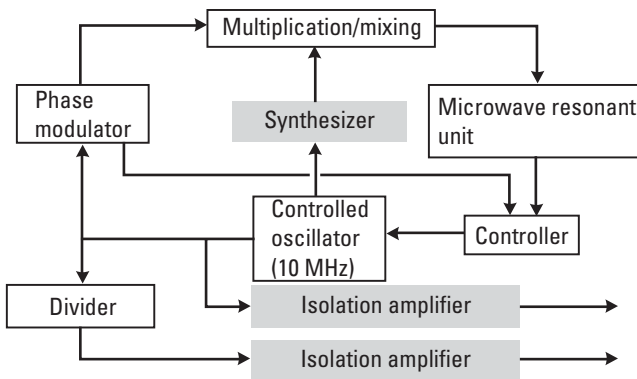 Multiplication/mixing
Phase
modulator
Synthesizer
Microwave resonant
unit
Controlled
oscillator
(10 MHz)
Controller
Divider
Isolation amplifier
Isolation amplifier